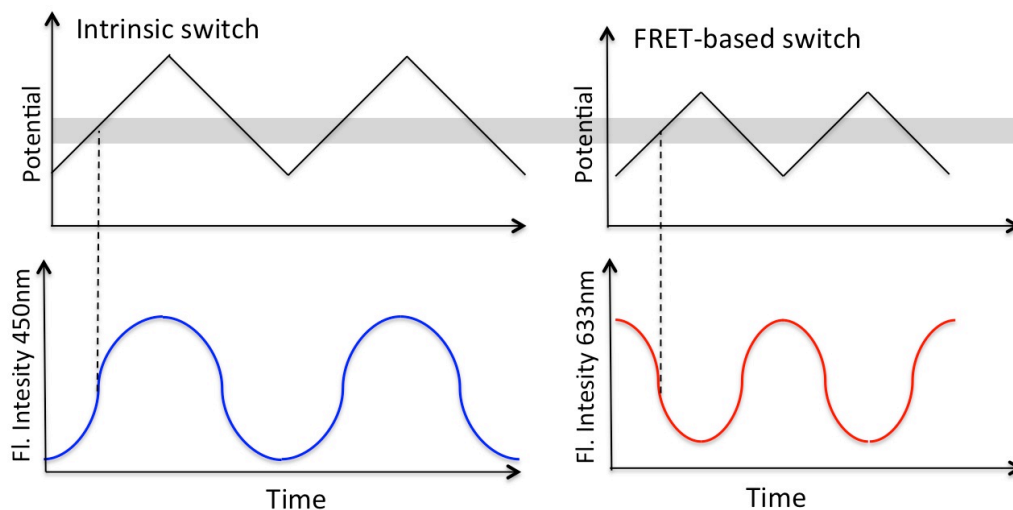 Intrinsic switch
Potential
Fl. Intesity 450nm
Time
FRET-based switch
Potential
Fl. Intesity 633nm
Time